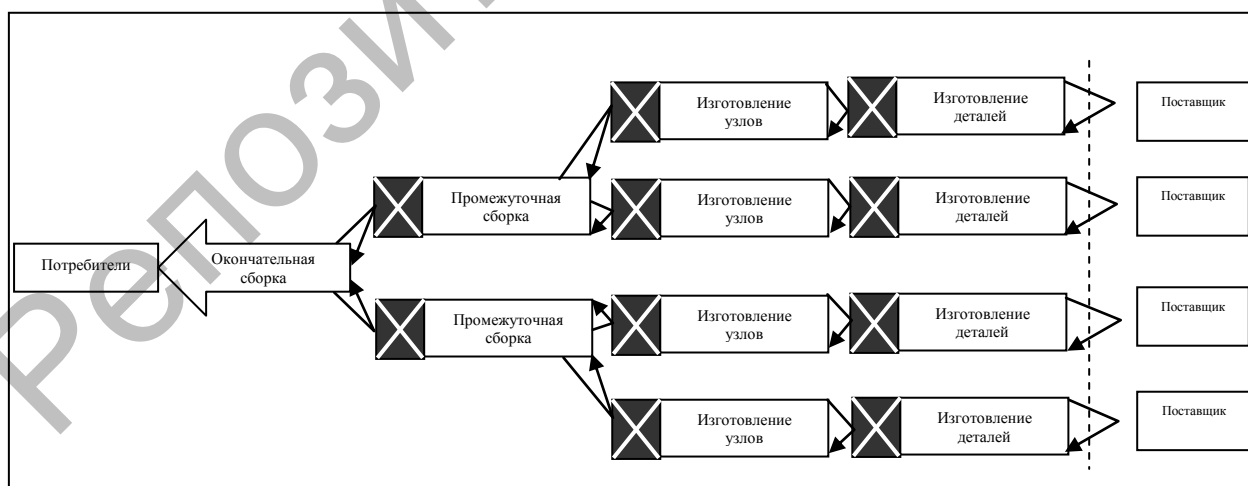 Изготовление
узлов
Изготовление
деталей
Поставщик
Промежуточная
сборка
Изготовление
узлов
Изготовление
деталей
Поставщик
Потребители
Окончательная
сборка
Промежуточная
сборка
Изготовление
узлов
Изготовление
деталей
Поставщик
Изготовление
узлов
Изготовление
деталей
Поставщик